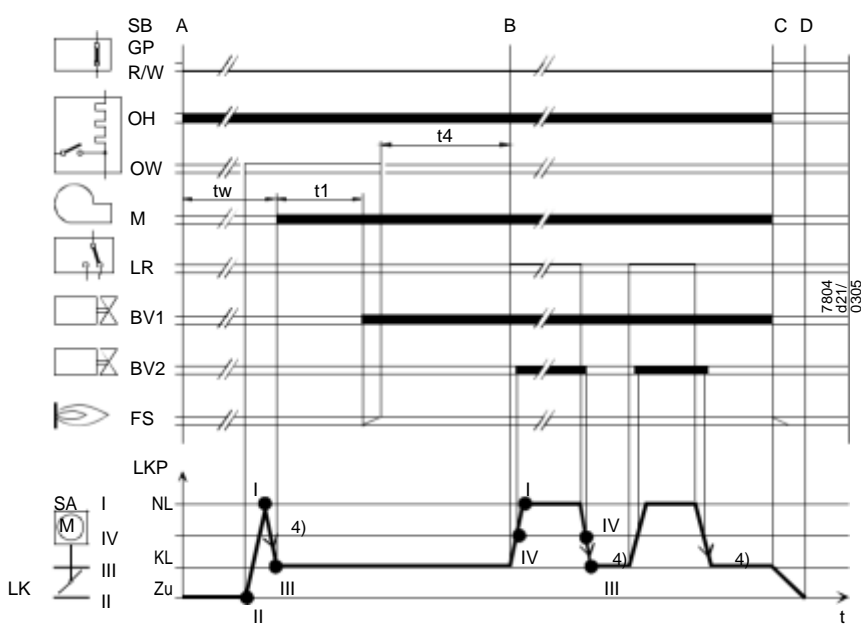 SB A B C D
GP
R/W
OH
t4
OW
tw t1
M
LR
7804
d21/
0305
BV1
BV2
FS
LKP
I I
SA I NL
M 4) IV
IV
IV
III KL 4) 4)
III III
LK II Zu
II t